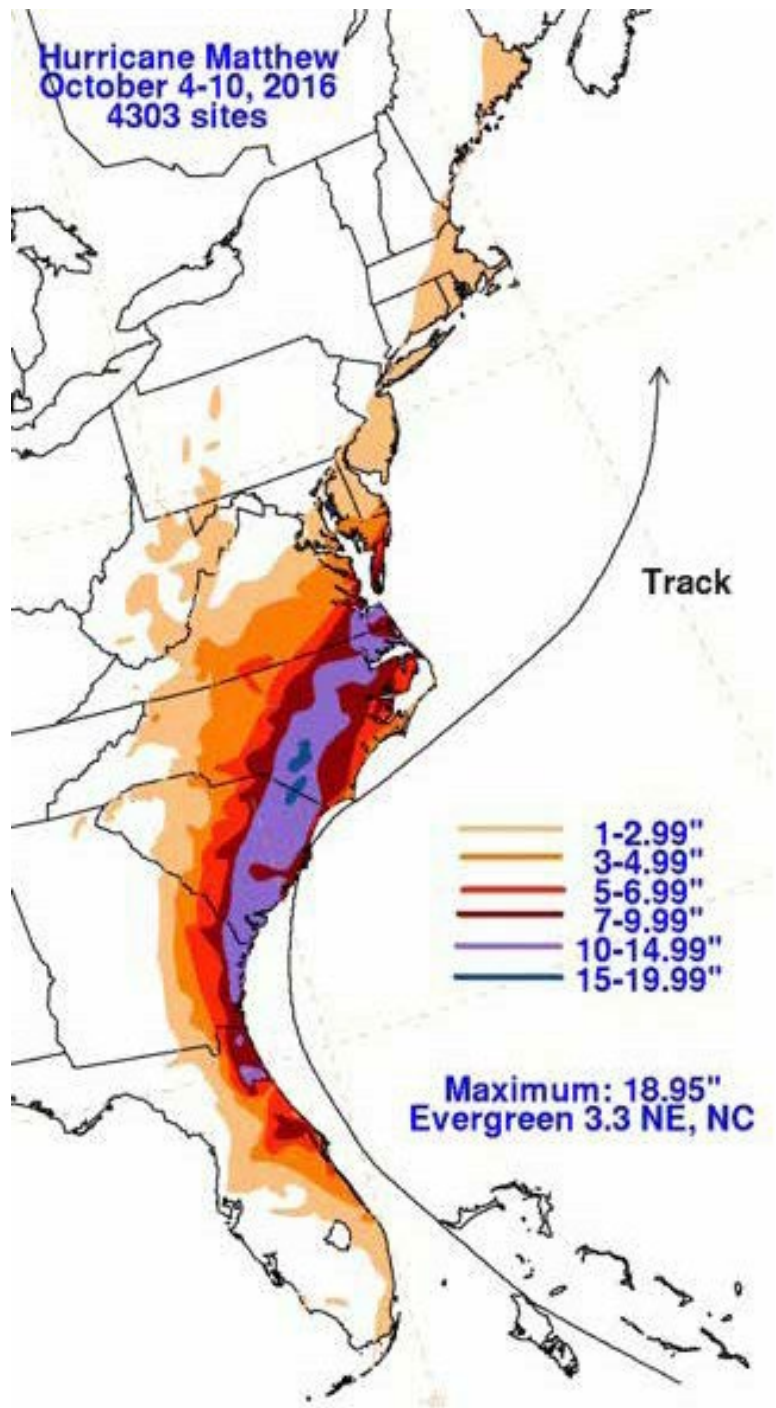 Hurricane Matthew
October 4-10, 2016
4303 sites
Track
1-2.99"
3-4.99"
5-6.99"
7-9.99"
10-14.99"
15-19.99"
Maximum: 18.95"
Evergreen 3.3 NE, NC